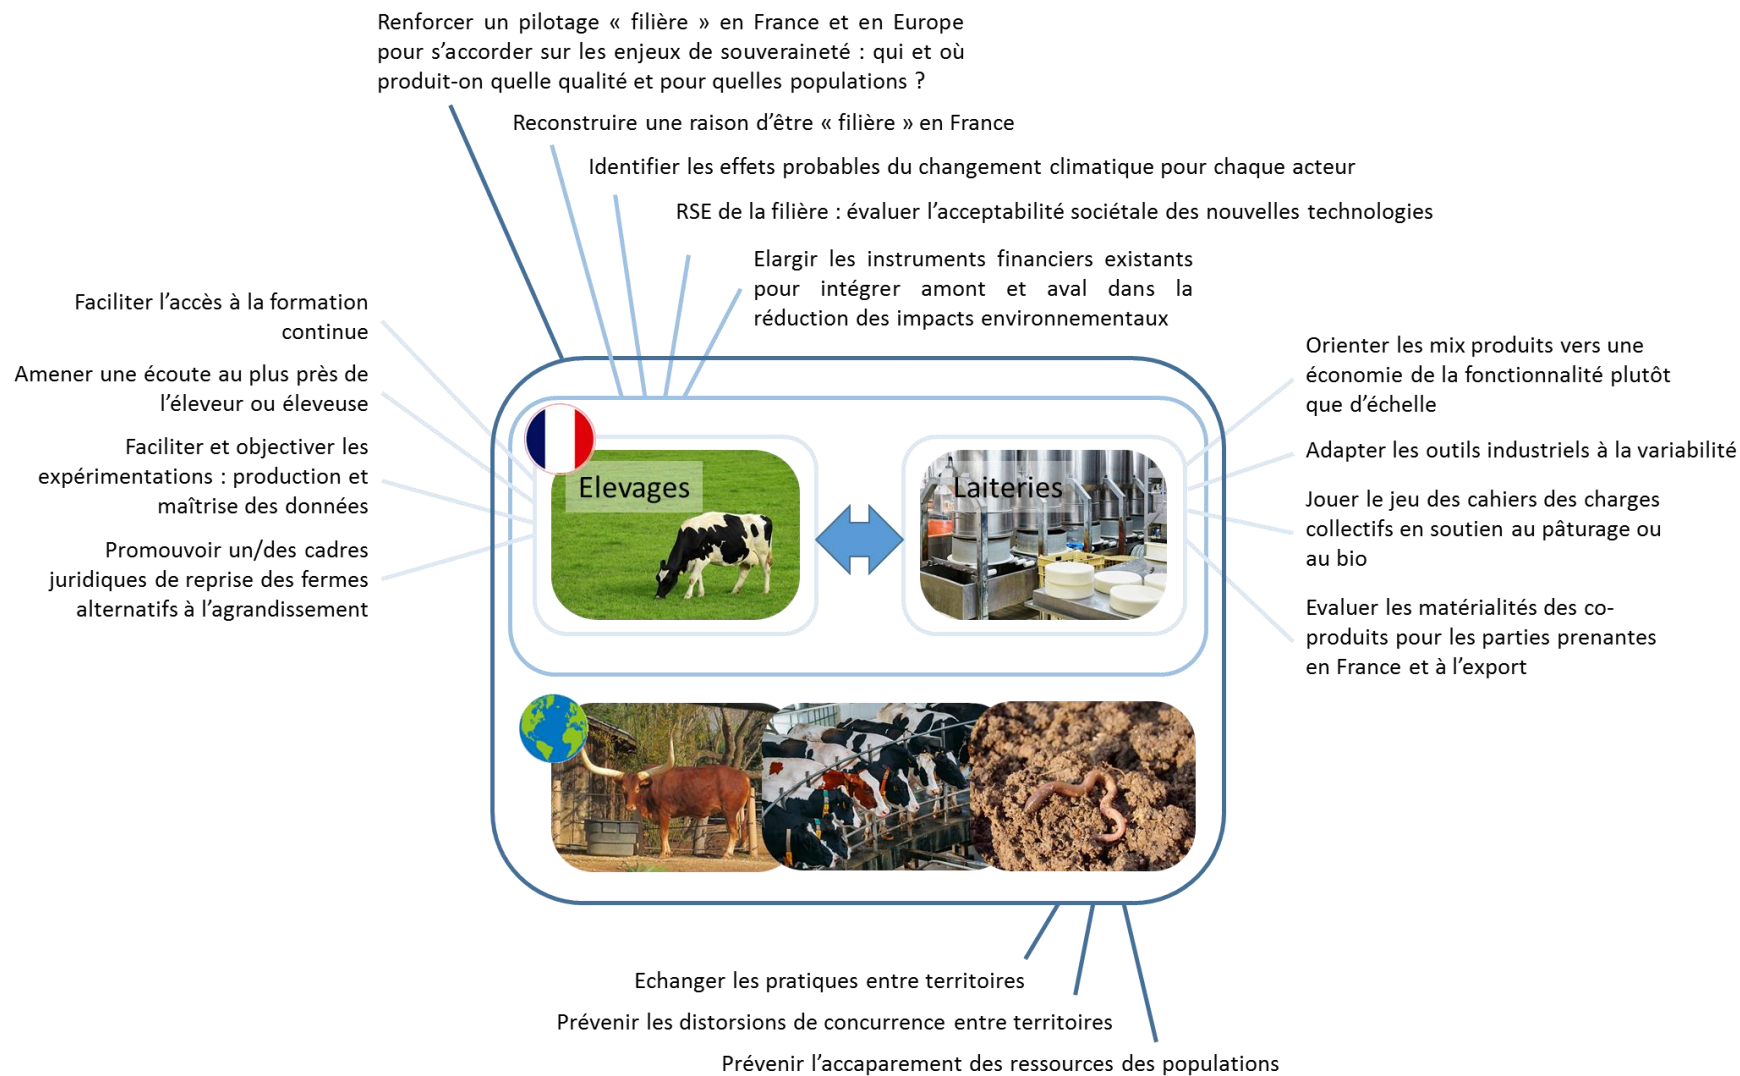 Renforcer un pilotage « filière » en France et en Europe
pour s’accorder sur les enjeux de souveraineté : qui et où
produit-on quelle qualité et pour quelles populations ?
Reconstruire une raison d’être « filière » en France
Identifier les effets probables du changement climatique pour chaque acteur
RSE de la filière : évaluer l’acceptabilité sociétale des nouvelles technologies
Elargir les instruments financiers existants
pour intégrer amont et aval dans la
réduction des impacts environnementaux
Faciliter l’accès à la formation
continue
Amener une écoute au plus près de
l’éleveur ou éleveuse
Faciliter et objectiver les
expérimentations : production et
maîtrise des données
Promouvoir un/des cadres
juridiques de reprise des fermes
alternatifs à l’agrandissement
Elevages
Laiteries
Orienter les mix produits vers une
économie de la fonctionnalité plutôt
que d’échelle
Adapter les outils industriels à la variabilité
Jouer le jeu des cahiers des charges
collectifs en soutien au pâturage ou
au bio
Evaluer les matérialités des co-
produits pour les parties prenantes
en France et à l’export
Echanger les pratiques entre territoires
Prévenir les distorsions de concurrence entre territoires
Prévenir l’accaparement des ressources des populations